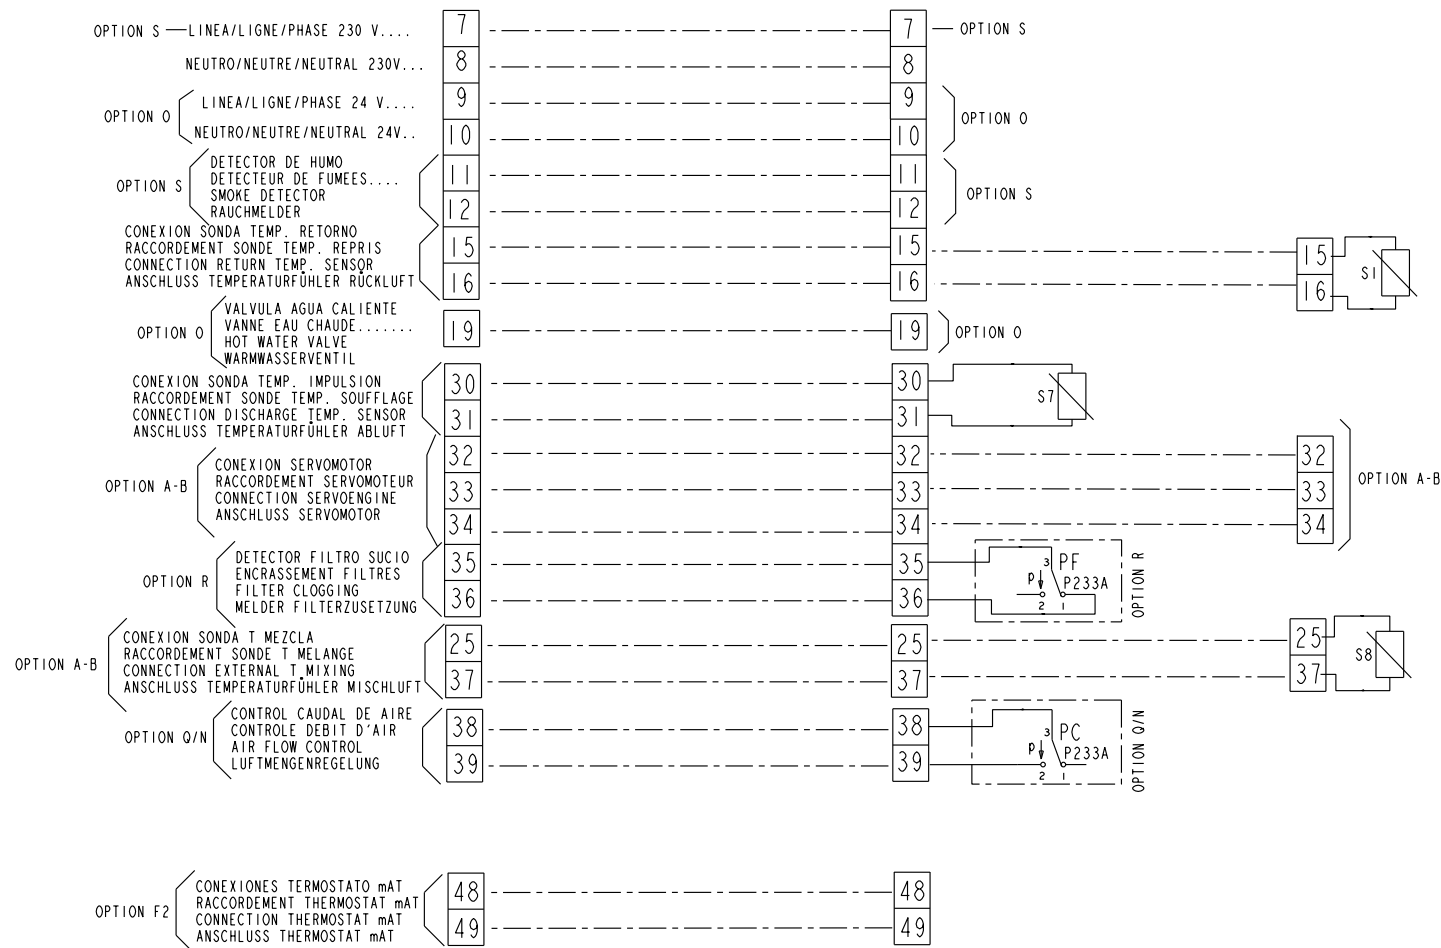 OPTION S LINEA/LIGNE/PHASE 230 V.... 7 7 OPTION S
NEUTRO/NEUTRE/NEUTRAL 230V... 8 8
OPTION O
LINEA/LIGNE/PHASE 24 V.... 9 9
NEUTRO/NEUTRE/NEUTRAL 24V.. 10 10
OPTION O
OPTION S
DETECTOR DE HUMO
DETECTEUR DE FUMEES....
SMOKE DETECTOR
RAUCHMELDER
11 11
12 12
OPTION S
CONEXION SONDA TEMP. RETORNO
RACCORDEMENT SONDE TEMP. REPRIS
CONNECTION RETURN TEMP. SENSOR
ANSCHLUSS TEMPERATURFÜHLER RÜCKLUFT
15 15 15
16 16 16
S1
OPTION O
VALVULA AGUA CALIENTE
VANNE EAU CHAUDE.......
HOT WATER VALVE
WARMWASSERVENTIL
19 19 OPTION O
CONEXION SONDA TEMP. IMPULSION
RACCORDEMENT SONDE TEMP. SOUFFLAGE
CONNECTION DISCHARGE TEMP. SENSOR
ANSCHLUSS TEMPERATURFÜHLER ABLUFT
30 30
31 31
S7
OPTION A-B
CONEXION SERVOMOTOR
RACCORDEMENT SERVOMOTEUR
CONNECTION SERVOENGINE
ANSCHLUSS SERVOMOTOR
32 32 32
33 33 33
34 34 34
OPTION A-B
OPTION R
DETECTOR FILTRO SUCIO
ENCRASSEMENT FILTRES
FILTER CLOGGING
MELDER FILTERZUSETZUNG
35 35
36 36
3 PF
P P233A
2 1
OPTION R
OPTION A-B
CONEXION SONDA T MEZCLA
RACCORDEMENT SONDE T MELANGE
CONNECTION EXTERNAL T.MIXING
ANSCHLUSS TEMPERATURFÜHLER MISCHLUFT
25 25 25
37 37 37
S8
OPTION Q/N
CONTROL CAUDAL DE AIRE
CONTROLE DEBIT D'AIR
AIR FLOW CONTROL
LUFTMENGENREGELUNG
38 38
39 39
3 PC
P P233A
2 1
OPTION Q/N
OPTION F2
CONEXIONES TERMOSTATO mAT
RACCORDEMENT THERMOSTAT mAT
CONNECTION THERMOSTAT mAT
ANSCHLUSS THERMOSTAT mAT
48 48
49 49